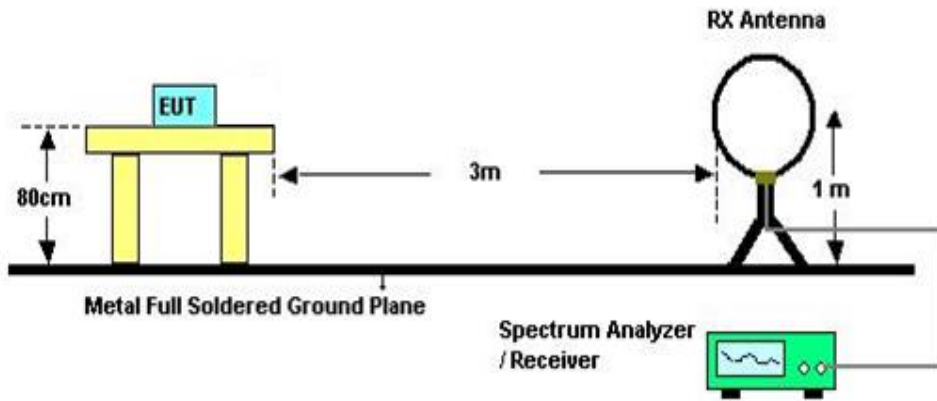 RX Antenna
EUT
3m
80cm
1 m
Metal Full Soldered Ground Plane
Spectrum Analyzer
/ Receiver